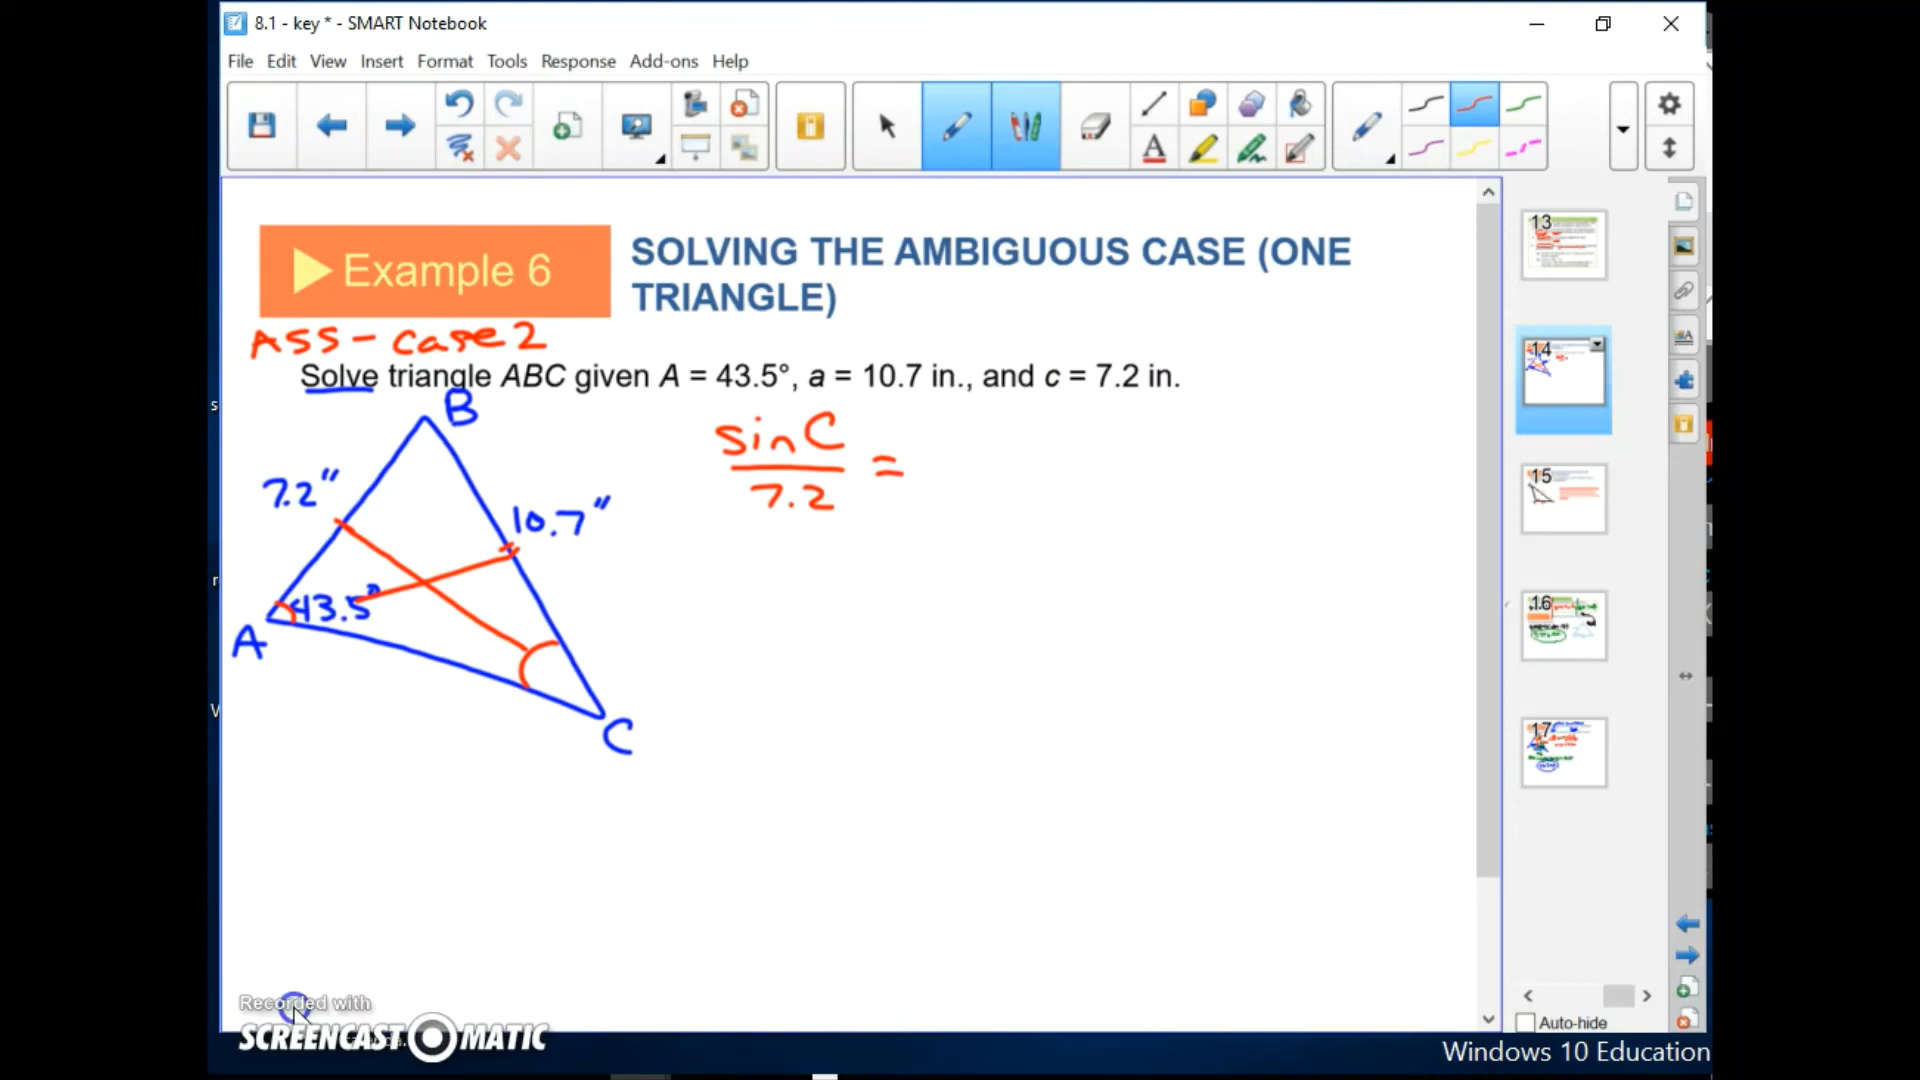 8.1 - key * - SMART Notebook
File Edit View Insert Format Tools Response Add-ons Help
Example 6
SOLVING THE AMBIGUOUS CASE (ONE
TRIANGLE)
ASS - Case 2
Solve triangle ABC given A = 43.5°, a = 10.7 in., and c = 7.2 in.
B
sin C
7.2
=
7.2"
10.7"
43.5°
A
C
13
14
15
16
17
Auto-hide
Recorded with
SCREENCAST MATIC
Windows 10 Education